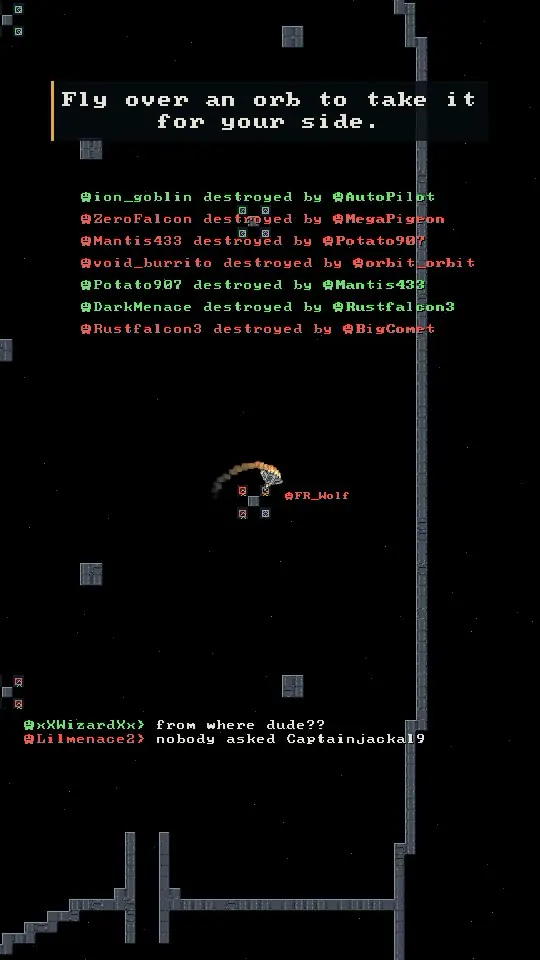 Fly over an orb to take it
for your side.
ion_goblin destroyed by AutoPilot
ZeroFalcon destroyed by MegaPigeon
Mantis433 destroyed by Potato907
void_burrito destroyed by orbit_orbit
Potato907 destroyed by Mantis433
DarkMenace destroyed by Rustfalcon3
Rustfalcon3 destroyed by BigComet
FR_Wolf
xXWizardXx> from where dude??
Lilmenace2> nobody asked Captainjackal9